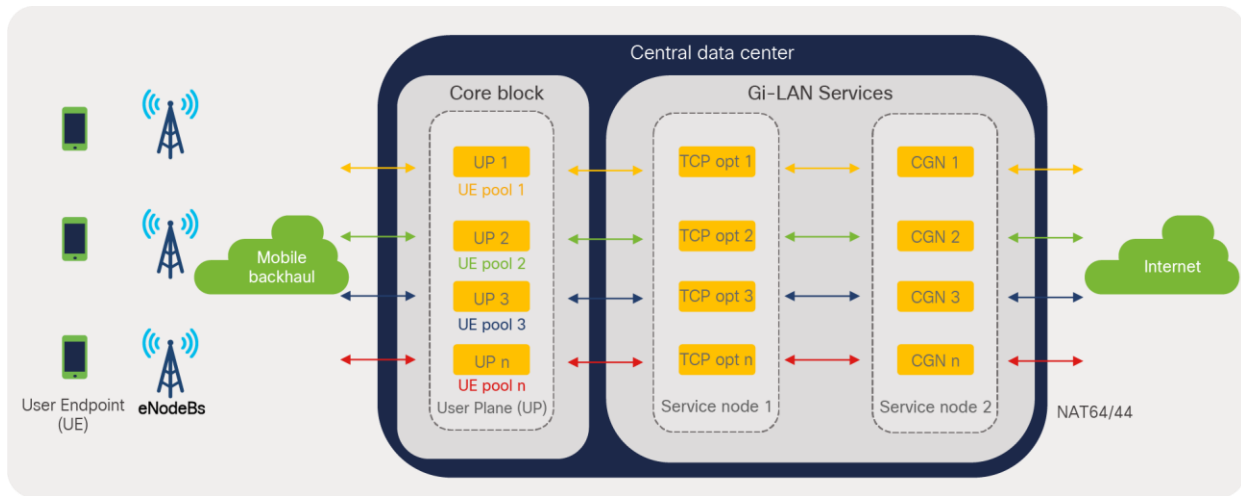 Central data center
Core block
Gi-LAN Services
UP 1
UE pool 1
TCP opt 1
CGN 1
UP 2
UE pool 2
TCP opt 2
CGN 2
Mobile
backhaul
Internet
UP 3
UE pool 3
TCP opt 3
CGN 3
UP n
UE pool n
TCP opt n
CGN n
User Endpoint
(UE)
eNodeBs
User Plane (UP)
Service node 1
Service node 2
NAT64/44